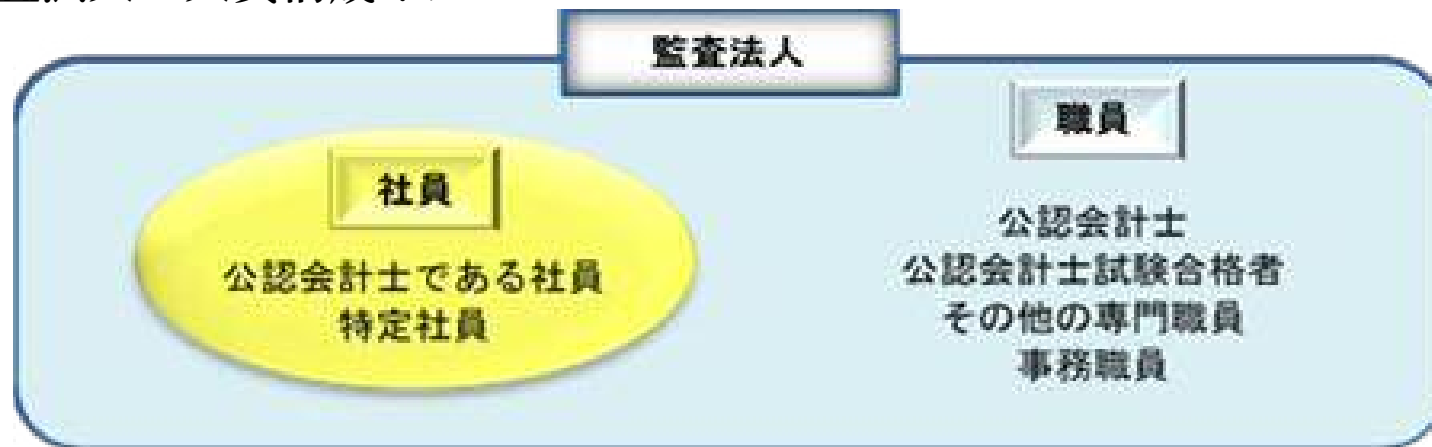 監査法人
社員
公認会計士である社員
特定社員
職員
公認会計士
公認会計士試験合格者
その他の専門職員
事務職員